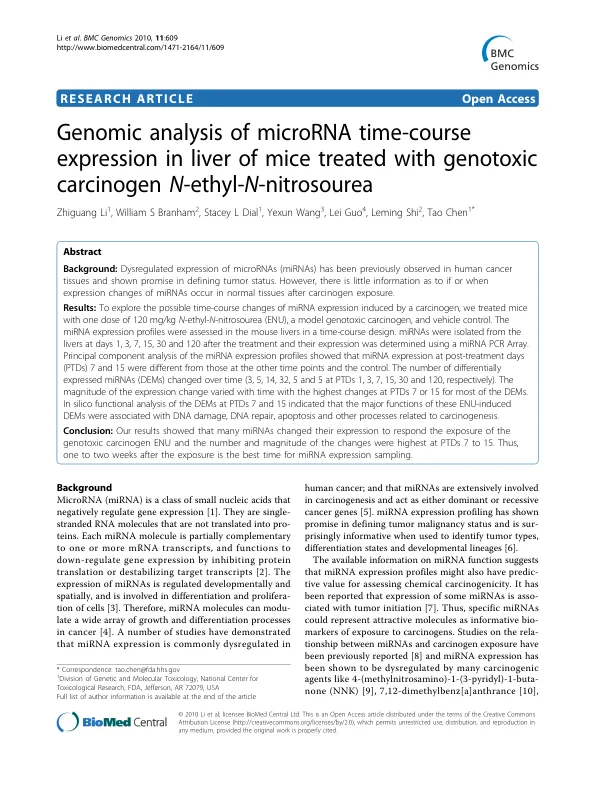 Li et al. BMC Genomics 2010, 11:609
http://www.biomedcentral.com/1471-2164/11/609
BMC
Genomics
RESEARCH ARTICLE
Open Access
Genomic analysis of microRNA time-course
expression in liver of mice treated with genotoxic
carcinogen N-ethyl-N-nitrosourea
Zhiguang Li1, William S Branham2, Stacey L Dial1, Yexun Wang3, Lei Guo4, Leming Shi2, Tao Chen1*
Abstract
Background: Dysregulated expression of microRNAs (miRNAs) has been previously observed in human cancer
tissues and shown promise in defining tumor status. However, there is little information as to if or when
expression changes of miRNAs occur in normal tissues after carcinogen exposure.
Results: To explore the possible time-course changes of miRNA expression induced by a carcinogen, we treated mice
with one dose of 120 mg/kg N-ethyl-N-nitrosourea (ENU), a model genotoxic carcinogen, and vehicle control. The
miRNA expression profiles were assessed in the mouse livers in a time-course design. miRNAs were isolated from the
livers at days 1, 3, 7, 15, 30 and 120 after the treatment and their expression was determined using a miRNA PCR Array.
Principal component analysis of the miRNA expression profiles showed that miRNA expression at post-treatment days
(PTDs) 7 and 15 were different from those at the other time points and the control. The number of differentially
expressed miRNAs (DEMs) changed over time (3, 5, 14, 32, 5 and 5 at PTDs 1, 3, 7, 15, 30 and 120, respectively). The
magnitude of the expression change varied with time with the highest changes at PTDs 7 or 15 for most of the DEMs.
In silico functional analysis of the DEMs at PTDs 7 and 15 indicated that the major functions of these ENU-induced
DEMs were associated with DNA damage, DNA repair, apoptosis and other processes related to carcinogenesis.
Conclusion: Our results showed that many miRNAs changed their expression to respond the exposure of the
genotoxic carcinogen ENU and the number and magnitude of the changes were highest at PTDs 7 to 15. Thus,
one to two weeks after the exposure is the best time for miRNA expression sampling.
Background
MicroRNA (miRNA) is a class of small nucleic acids that
negatively regulate gene expression [1]. They are single-
stranded RNA molecules that are not translated into pro-
teins. Each miRNA molecule is partially complementary
to one or more mRNA transcripts, and functions to
down-regulate gene expression by inhibiting protein
translation or destabilizing target transcripts [2]. The
expression of miRNAs is regulated developmentally and
spatially, and is involved in differentiation and prolifera-
tion of cells [3]. Therefore, miRNA molecules can modu-
late a wide array of growth and differentiation processes
in cancer [4]. A number of studies have demonstrated
that miRNA expression is commonly dysregulated in
* Correspondence: tao.chen@fda.hhs.gov
1Division of Genetic and Molecular Toxicology, National Center for
Toxicological Research, FDA, Jefferson, AR 72079, USA
Full list of author information is available at the end of the article
human cancer; and that miRNAs are extensively involved
in carcinogenesis and act as either dominant or recessive
cancer genes [5]. miRNA expression profiling has shown
promise in defining tumor malignancy status and is sur-
prisingly informative when used to identify tumor types,
differentiation states and developmental lineages [6].
The available information on miRNA function suggests
that miRNA expression profiles might also have predic-
tive value for assessing chemical carcinogenicity. It has
been reported that expression of some miRNAs is asso-
ciated with tumor initiation [7]. Thus, specific miRNAs
could represent attractive molecules as informative bio-
markers of exposure to carcinogens. Studies on the rela-
tionship between miRNAs and carcinogen exposure have
been previously reported [8] and miRNA expression has
been shown to be dysregulated by many carcinogenic
agents like 4-(methylnitrosamino)-1-(3-pyridyl)-1-buta-
none (NNK) [9], 7,12-dimethylbenz[a]anthrance [10],
BioMed Central
© 2010 Li et al; licensee BioMed Central Ltd. This is an Open Access article distributed under the terms of the Creative Commons
Attribution License (http://creativecommons.org/licenses/by/2.0), which permits unrestricted use, distribution, and reproduction in
any medium, provided the original work is properly cited.